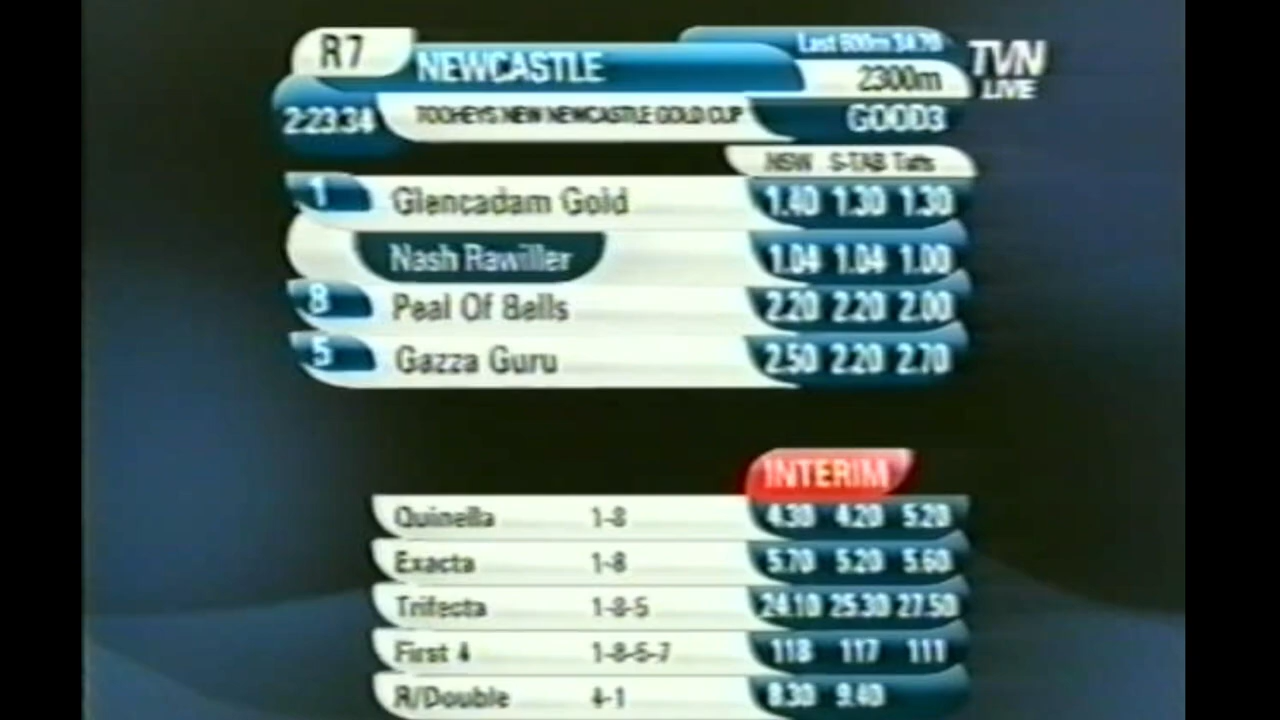 R7 NEWCASTLE Last 600m 34.70 TVN
2300m LIVE
2:23.34 TOOHEYS NEW NEWCASTLE GOLD CUP GOOD3
NSW S-TAB Tatts
1 Glencadam Gold 1.40 1.30 1.30
Nash Rawiller 1.04 1.04 1.00
8 Peal Of Bells 2.20 2.20 2.00
5 Gazza Guru 2.50 2.20 2.70
INTERIM
Quinella 1-8 4.30 4.20 5.20
Exacta 1-8 5.70 5.20 5.60
Trifecta 1-8-5 24.10 25.30 27.50
First 4 1-8-5-7 118 117 111
R/Double 4-1 8.30 9.40